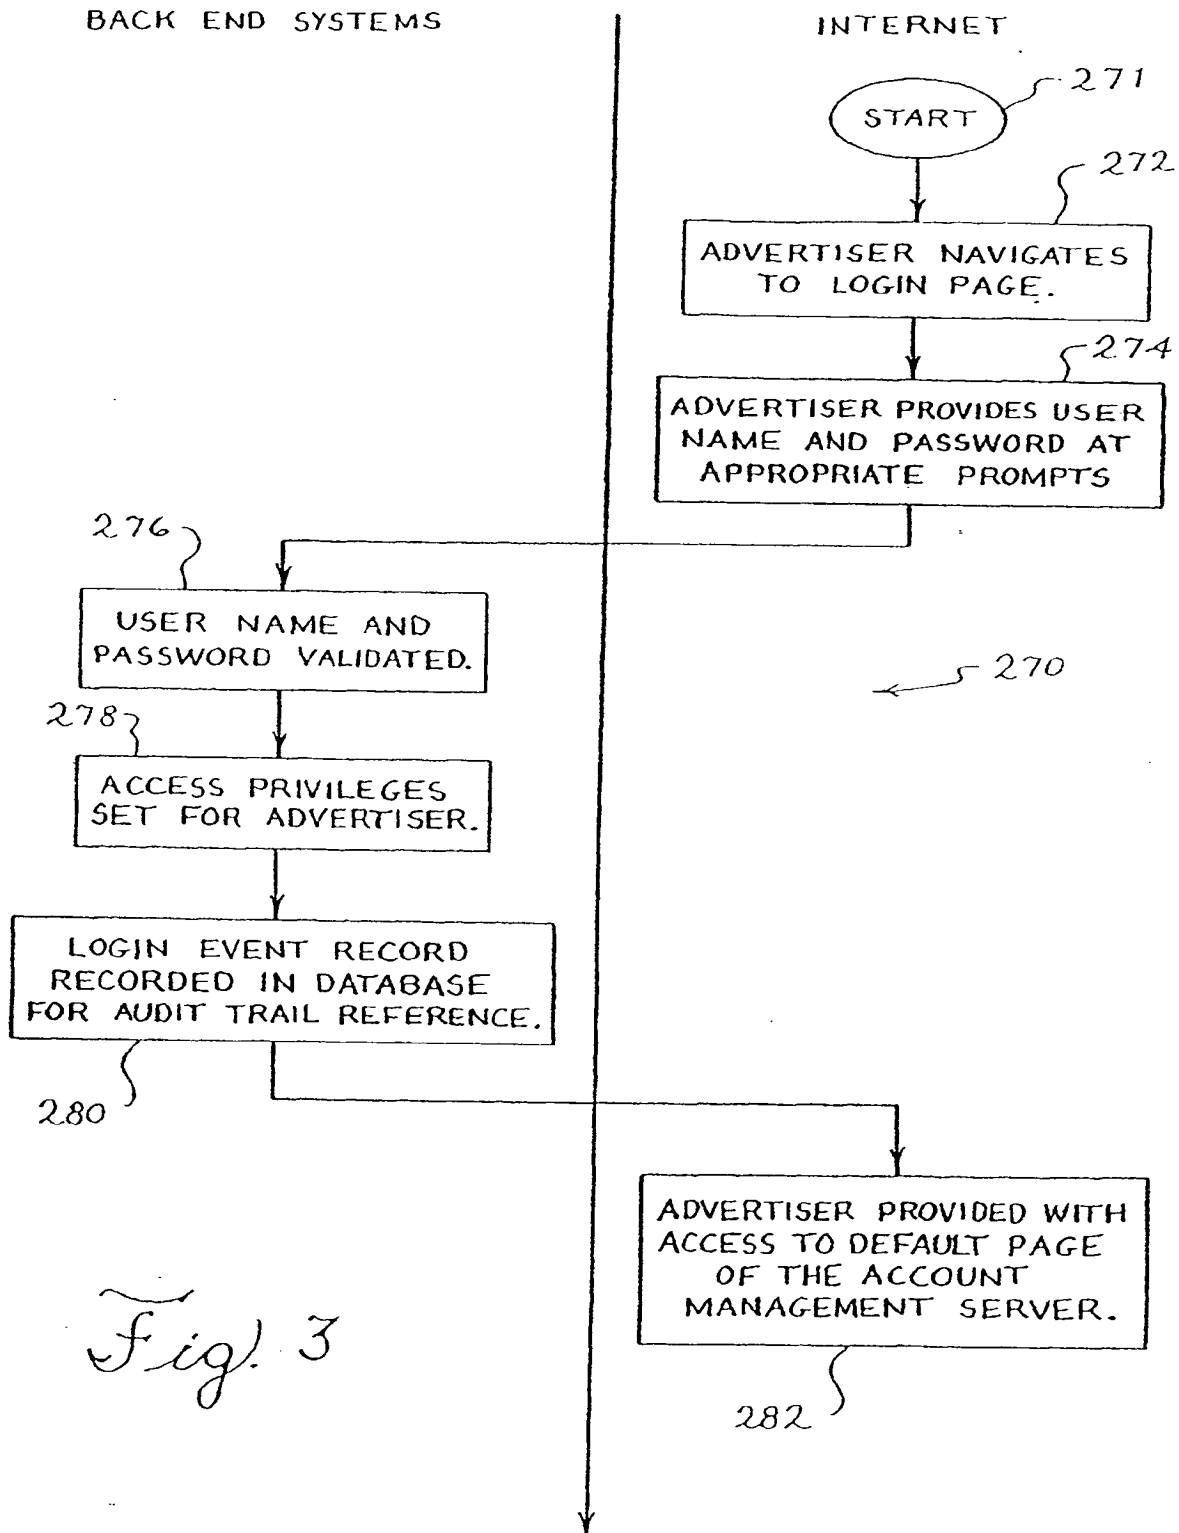 BACK END SYSTEMS
INTERNET
START
271
272
ADVERTISER NAVIGATES
TO LOGIN PAGE.
274
ADVERTISER PROVIDES USER
NAME AND PASSWORD AT
APPROPRIATE PROMPTS
276
USER NAME AND
PASSWORD VALIDATED.
270
278
ACCESS PRIVILEGES
SET FOR ADVERTISER.
LOGIN EVENT RECORD
RECORDED IN DATABASE
FOR AUDIT TRAIL REFERENCE.
280
ADVERTISER PROVIDED WITH
ACCESS TO DEFAULT PAGE
OF THE ACCOUNT
MANAGEMENT SERVER.
282
Fig. 3